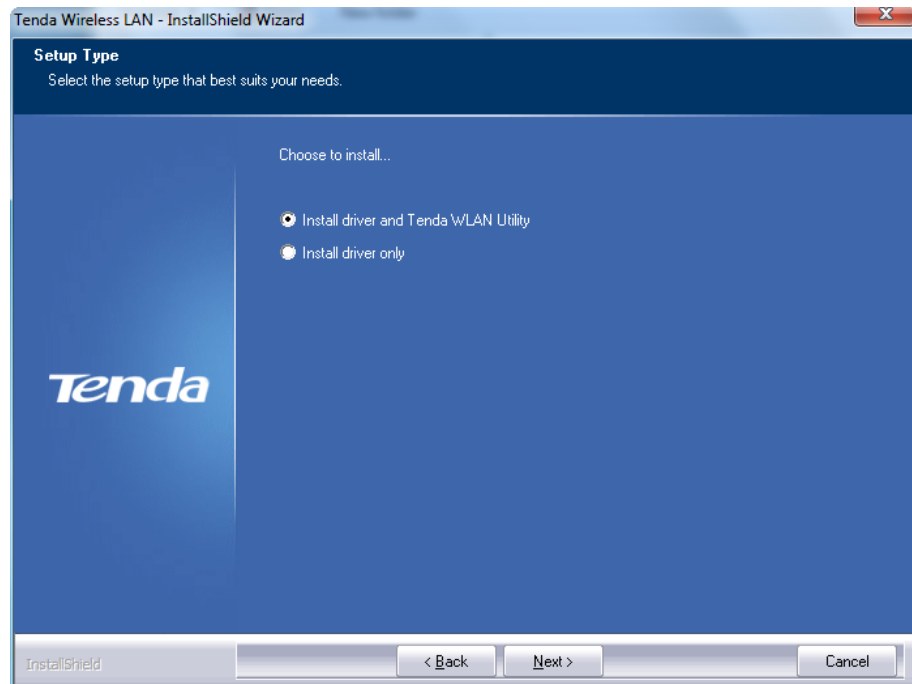 Tenda Wireless LAN - InstallShield Wizard
Setup Type
Select the setup type that best suits your needs.
Choose to install...
Install driver and Tenda WLAN Utility
Install driver only
Tenda
InstallShield
< Back
Next >
Cancel